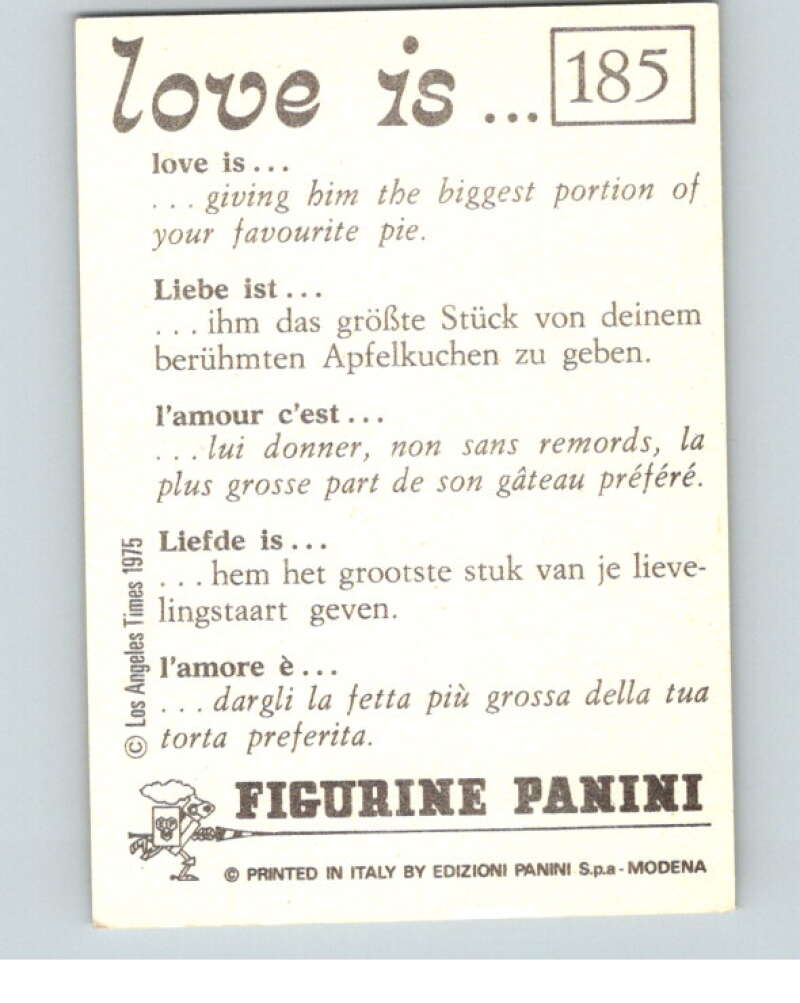 love is ... 185
love is...
...giving him the biggest portion of
your favourite pie.
Liebe ist...
...ihm das größte Stück von deinem
berühmten Apfelkuchen zu geben.
l'amour c'est...
...lui donner, non sans remords, la
plus grosse part de son gâteau préféré.
Liefde is...
...hem het grootste stuk van je lieve-
lingstaart geven.
l'amore è...
...dargli la fetta più grossa della tua
torta preferita.
© Los Angeles Times 1975
FIGURINE PANINI
© PRINTED IN ITALY BY EDIZIONI PANINI S.p.a - MODENA